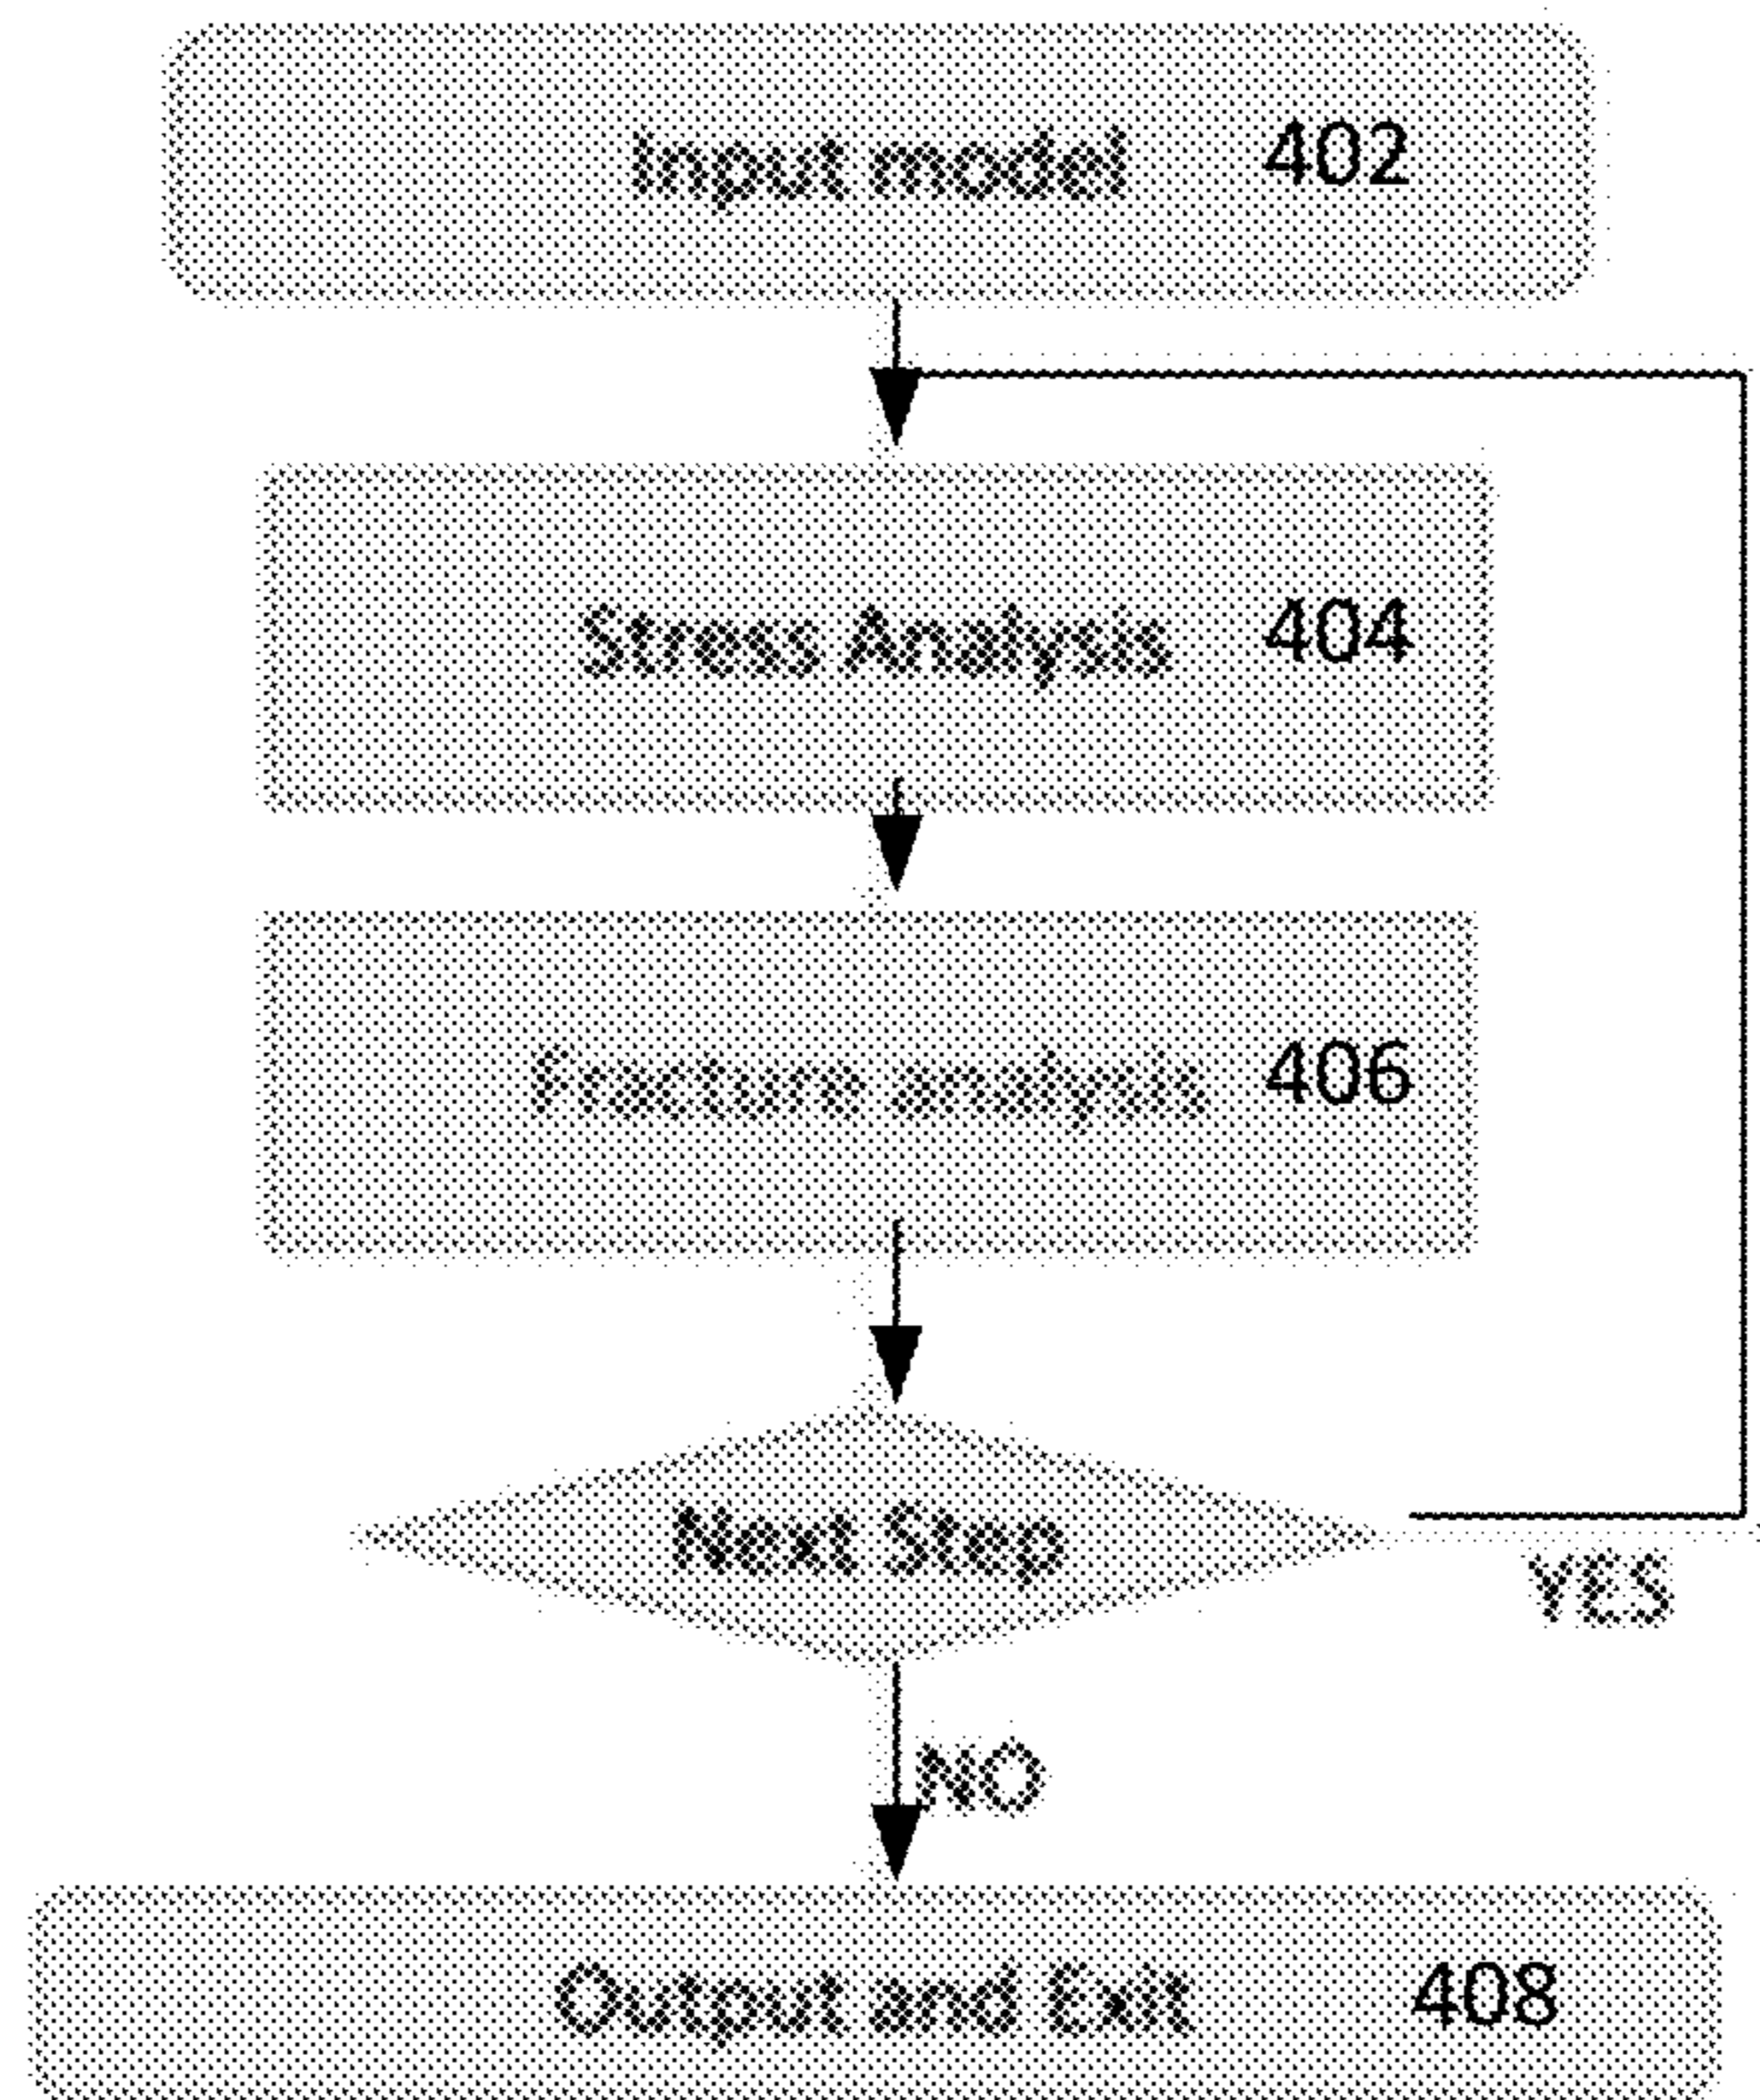 Input model 402
Stress Analysis 404
Fracture analysis 406
Next Step
YES
NO
Output and Exit 408